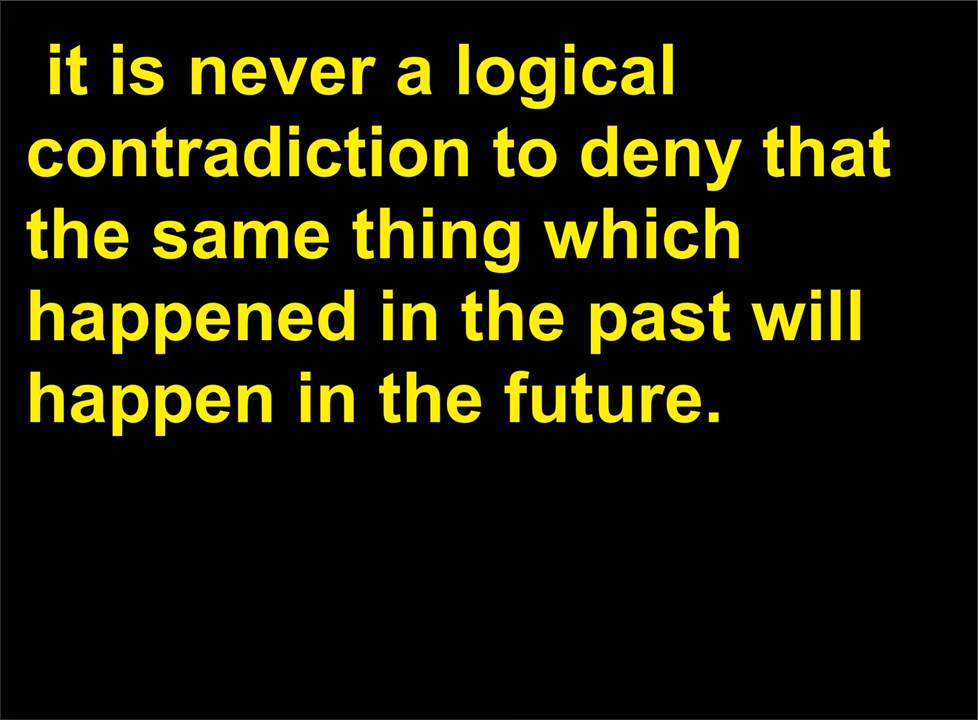 it is never a logical
contradiction to deny that
the same thing which
happened in the past will
happen in the future.